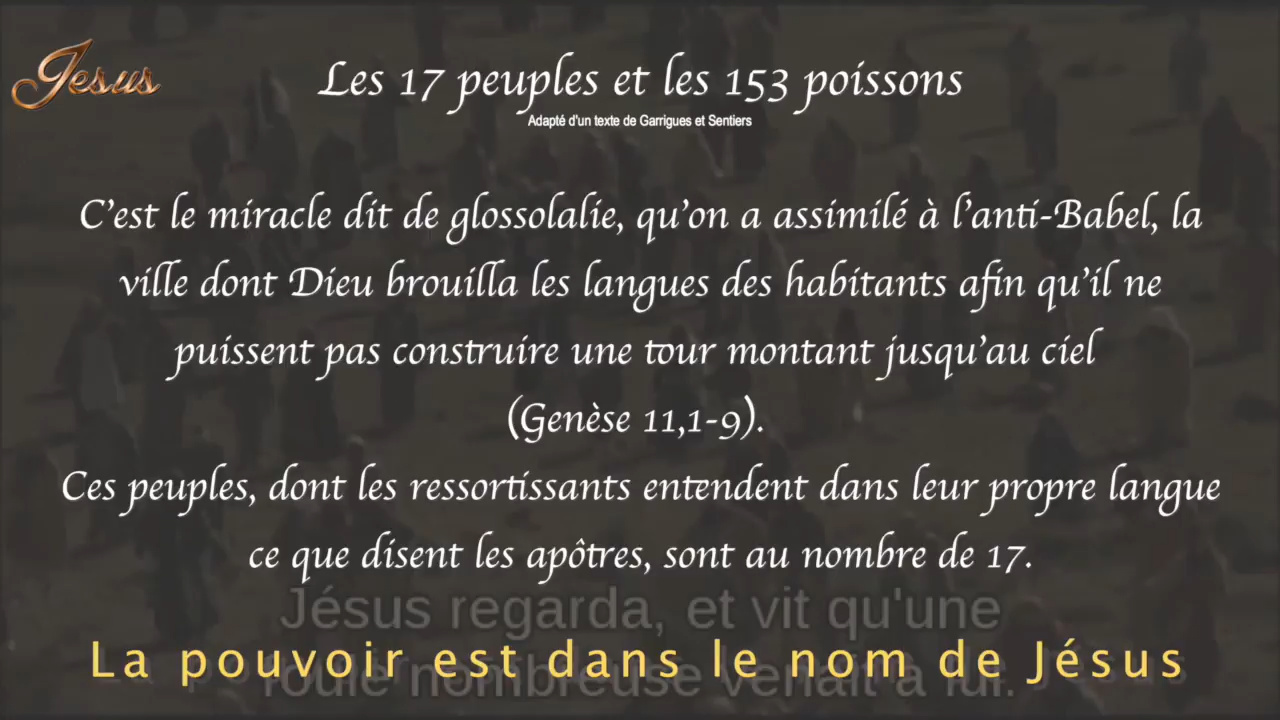 Jesus
Les 17 peuples et les 153 poissons
Adapté d'un texte de Garrigues et Sentiers
C'est le miracle dit de glossolalie, qu'on a assimilé à l'anti-Babel, la
ville dont Dieu brouilla les langues des habitants afin qu'il ne
puissent pas construire une tour montant jusqu'au ciel
(Genèse 11,1-9).
Ces peuples, dont les ressortissants entendent dans leur propre langue
ce que disent les apôtres, sont au nombre de 17.
Jésus regarda, et vit qu'une
La pouvoir est dans le nom de Jésus
foule nombreuse venait à lui.